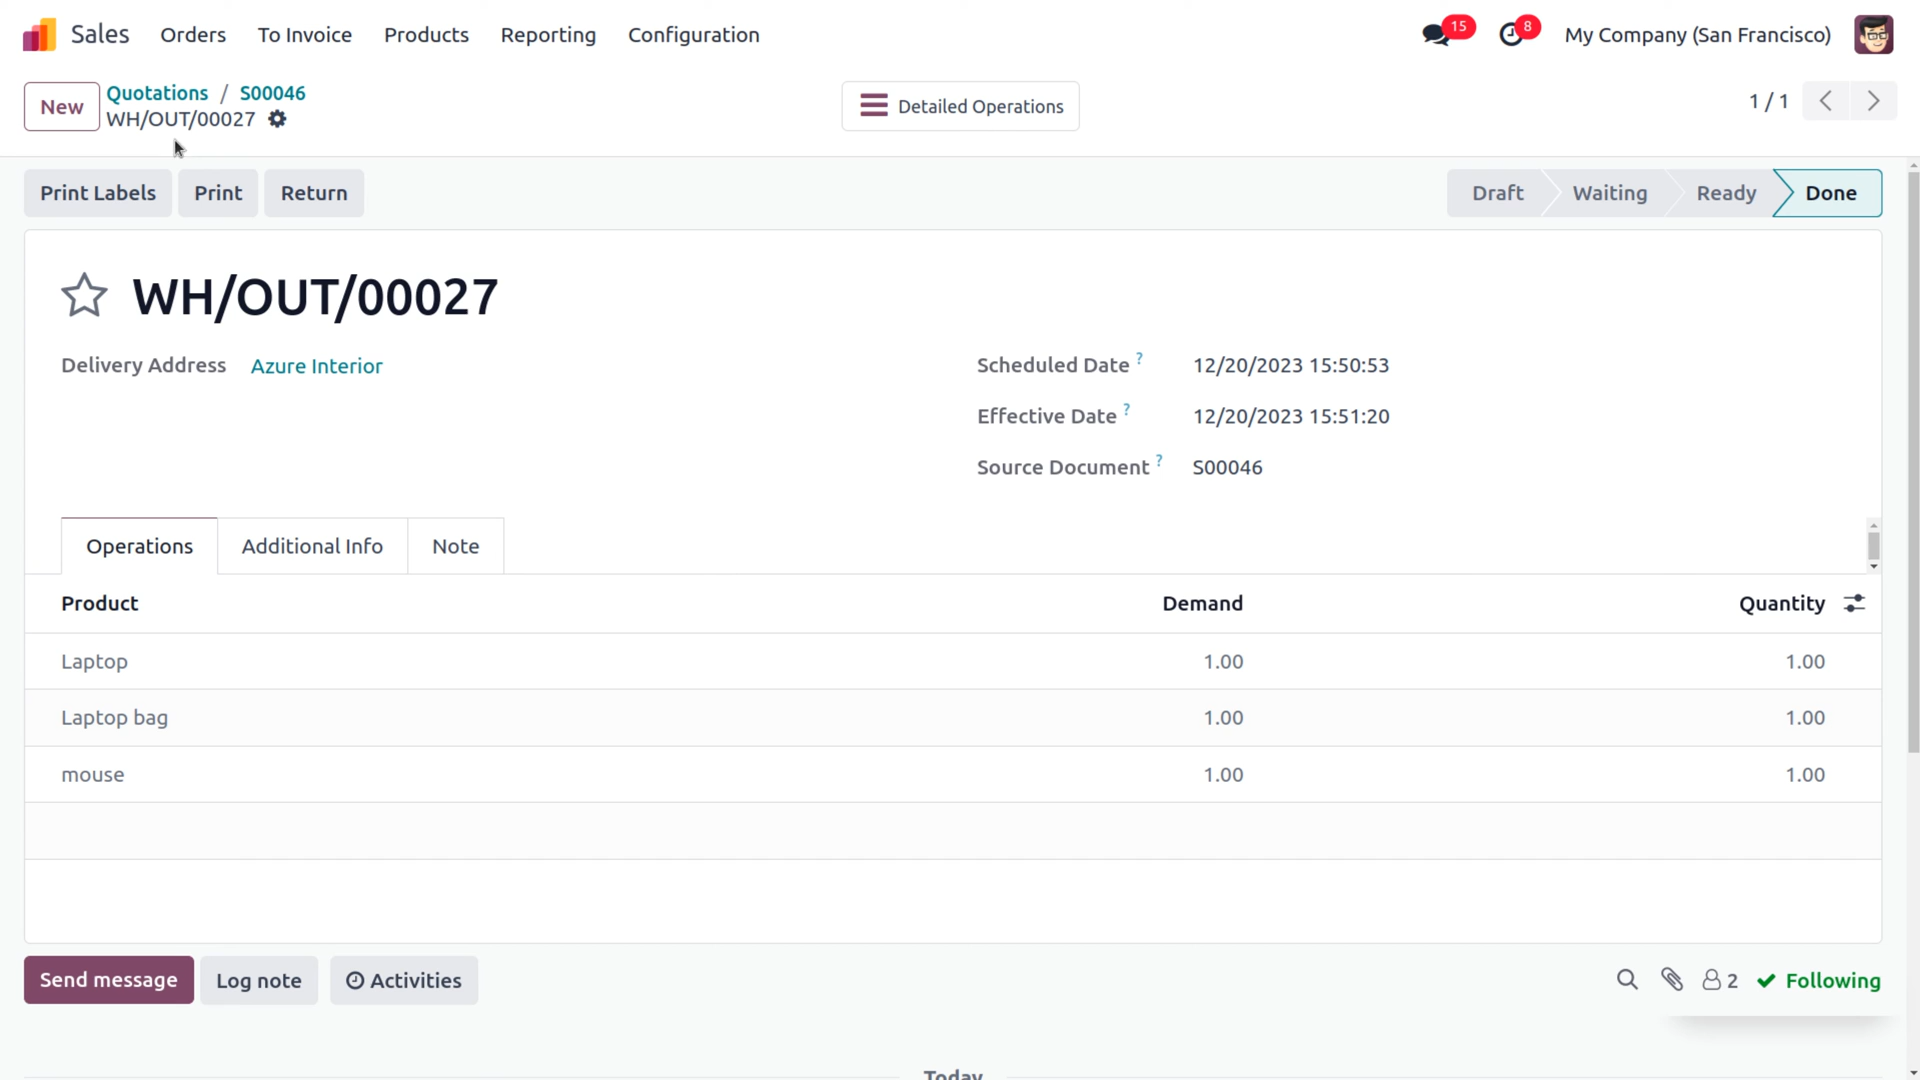 Sales Orders To Invoice Products Reporting Configuration 15 8 My Company (San Francisco)
New Quotations / S00046 Detailed Operations 1 / 1
WH/OUT/00027
Print Labels Print Return Draft Waiting Ready Done
WH/OUT/00027
Delivery Address Azure Interior Scheduled Date ? 12/20/2023 15:50:53
Effective Date ? 12/20/2023 15:51:20
Source Document ? S00046
Operations Additional Info Note
Product Demand Quantity
Laptop 1.00 1.00
Laptop bag 1.00 1.00
mouse 1.00 1.00
Send message Log note Activities 2 Following
Today